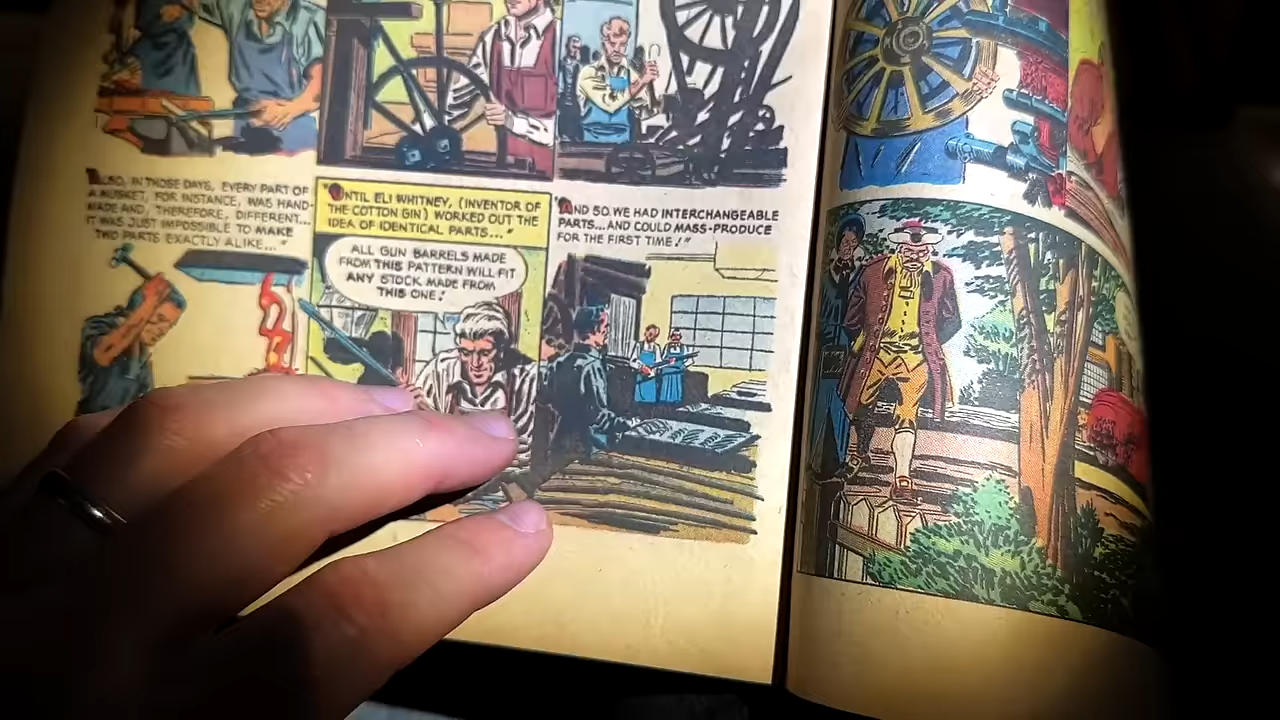 "ALSO, IN THOSE DAYS, EVERY PART OF
A MUSKET, FOR INSTANCE, WAS HAND-
MADE AND THEREFORE, DIFFERENT...
IT WAS JUST IMPOSSIBLE TO MAKE
TWO PARTS EXACTLY ALIKE..."
"UNTIL ELI WHITNEY, (INVENTOR OF
THE COTTON GIN) WORKED OUT THE
IDEA OF IDENTICAL PARTS..."
ALL GUN BARRELS MADE
FROM THIS PATTERN WILL FIT
ANY STOCK MADE FROM
THIS ONE!
"AND SO WE HAD INTERCHANGEABLE
PARTS...AND COULD MASS-PRODUCE
FOR THE FIRST TIME!"